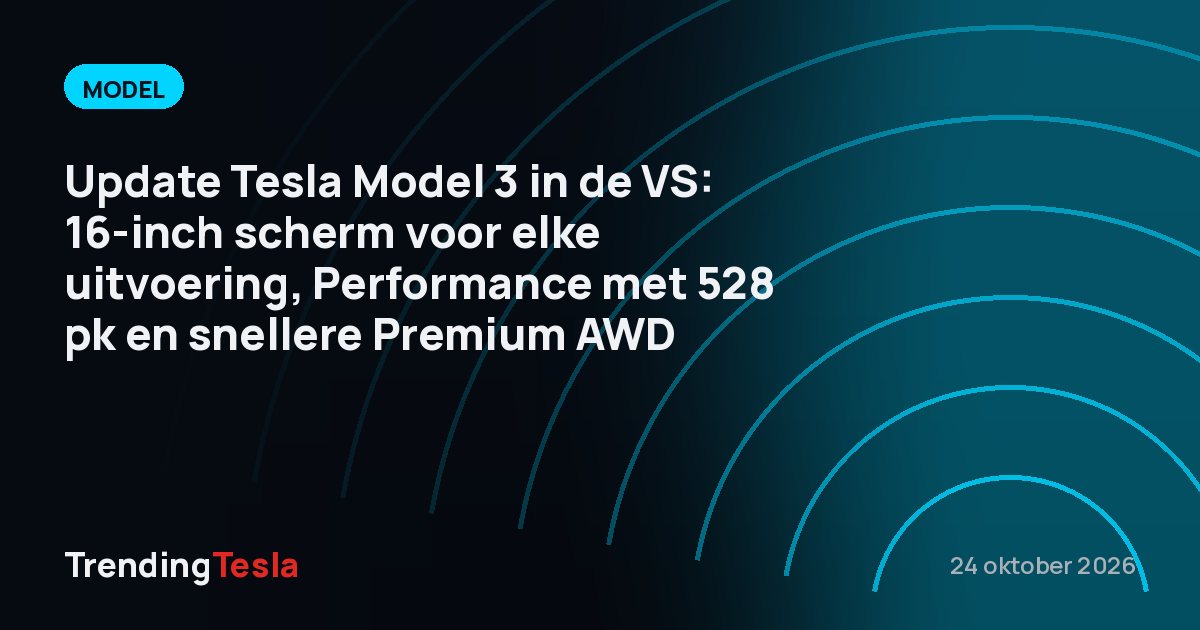 MODEL
Update Tesla Model 3 in de VS:
16-inch scherm voor elke
uitvoering, Performance met 528
pk en snellere Premium AWD
TrendingTesla
24 oktober 2026